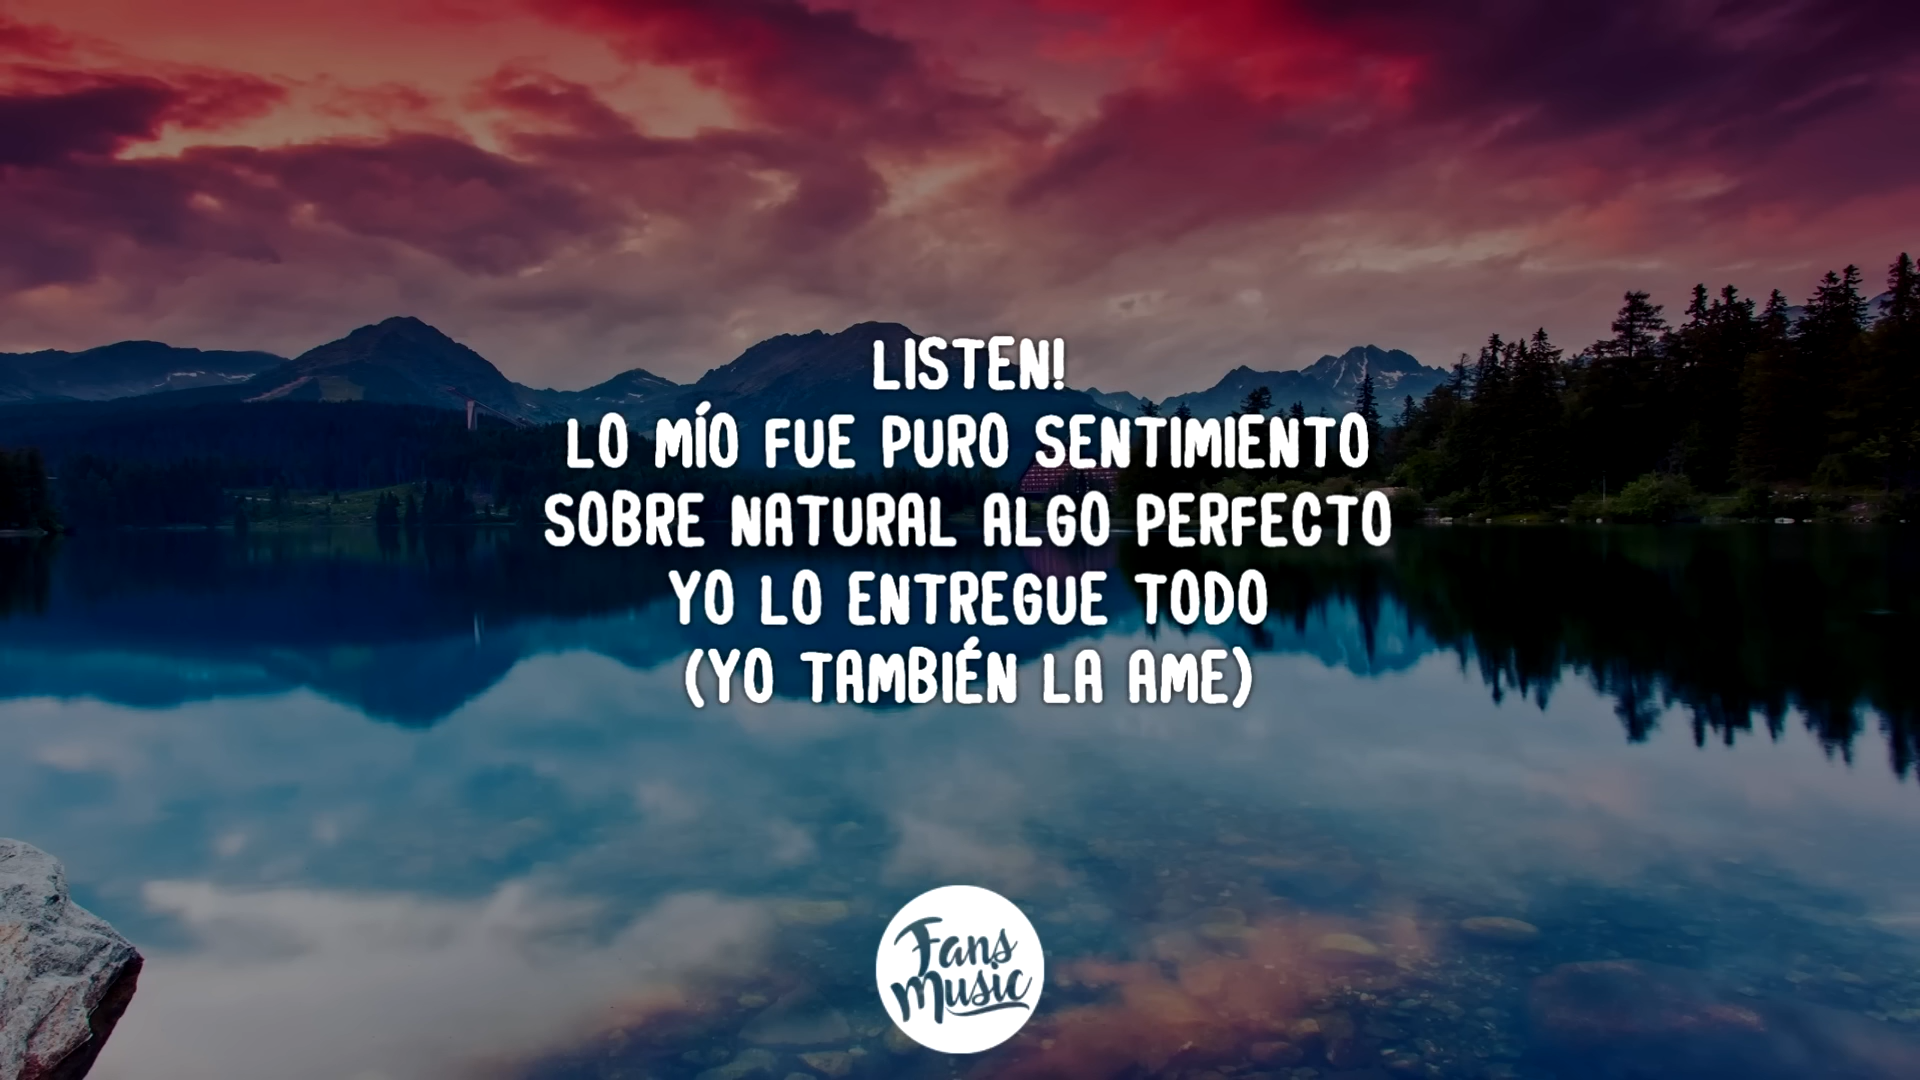 LISTEN!
LO MÍO FUE PURO SENTIMIENTO
SOBRE NATURAL ALGO PERFECTO
YO LO ENTREGUE TODO
(YO TAMBIÉN LA AME)
Fans
Music